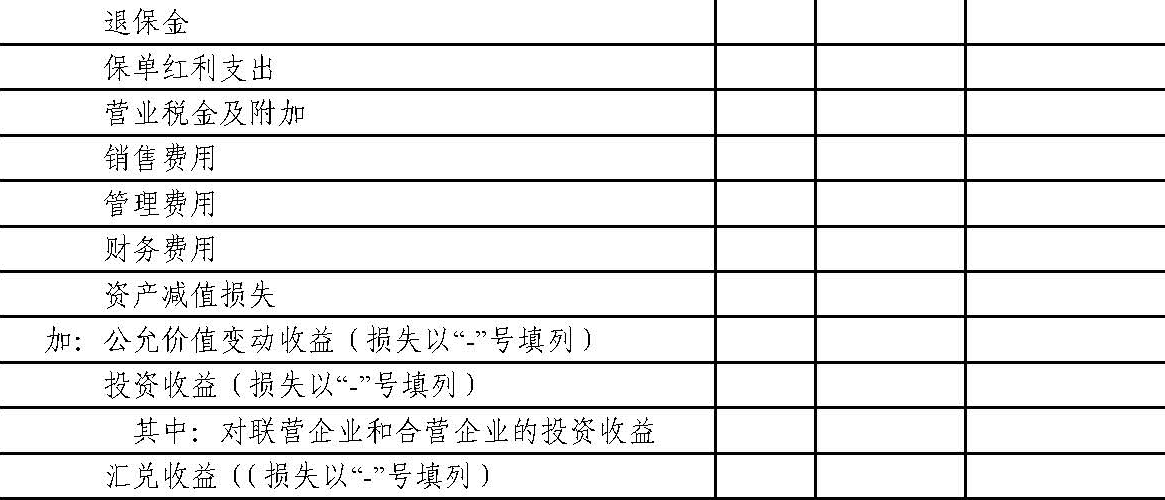 退保金
保单红利支出
营业税金及附加
销售费用
管理费用
财务费用
资产减值损失
加：公允价值变动收益（损失以“-”号填列）
投资收益（损失以“-”号填列）
其中：对联营企业和合营企业的投资收益
汇兑收益（（损失以“-”号填列）